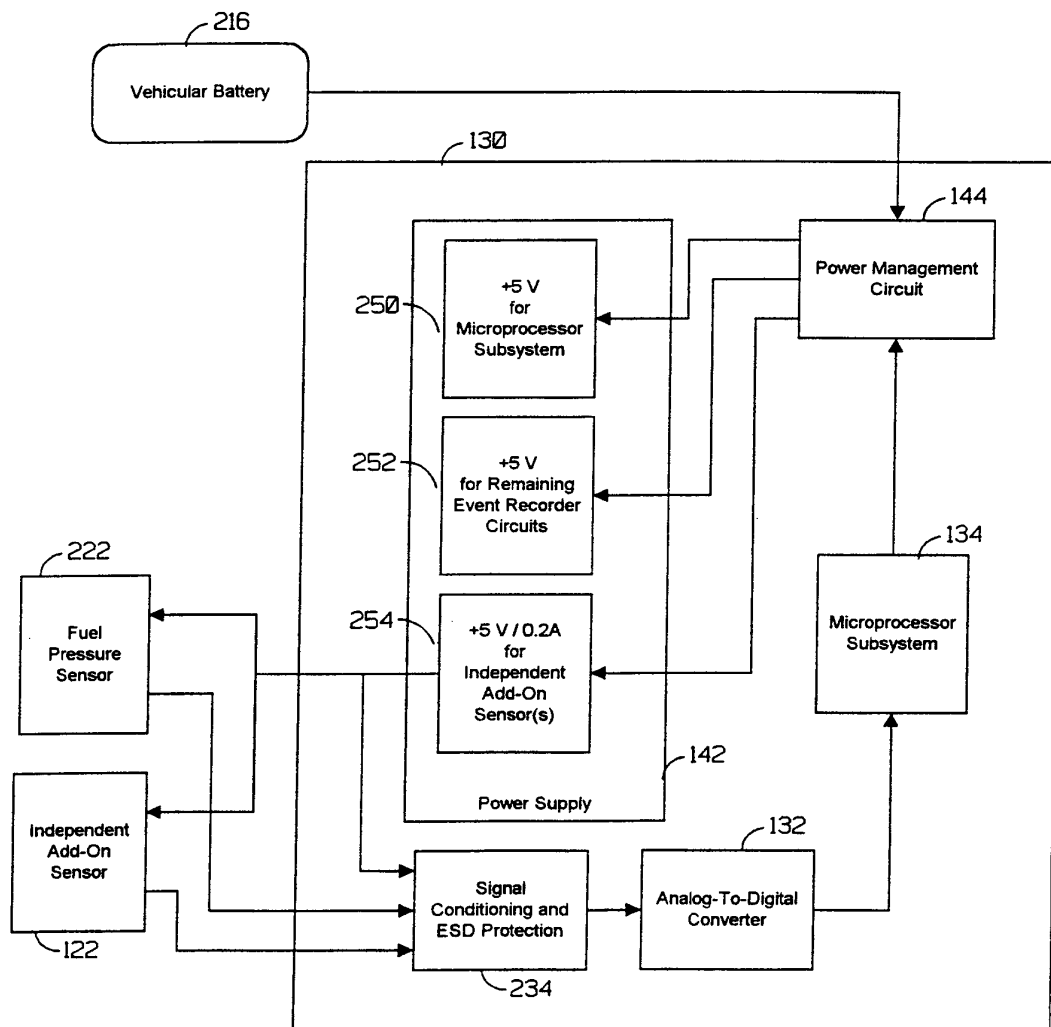 216
Vehicular Battery
130
144
Power Management
Circuit
250
+5 V
for
Microprocessor
Subsystem
252
+5 V
for Remaining
Event Recorder
Circuits
134
Microprocessor
Subsystem
222
Fuel
Pressure
Sensor
254
+5 V / 0.2A
for
Independent
Add-On
Sensor(s)
142
Power Supply
Independent
Add-On
Sensor
122
Signal
Conditioning and
ESD Protection
234
132
Analog-To-Digital
Converter